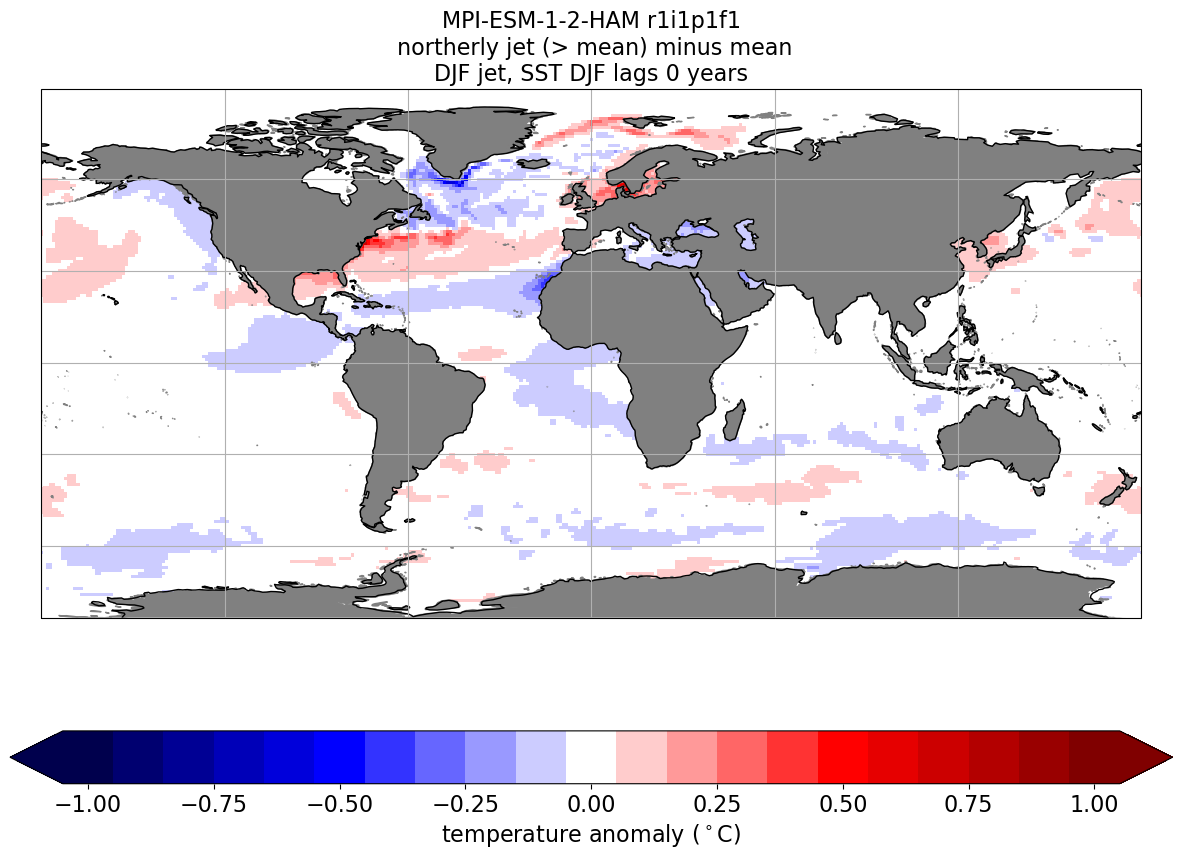 MPI-ESM-1-2-HAM r1i1p1f1
northerly jet (> mean) minus mean
DJF jet, SST DJF lags 0 years
−1.00 −0.75 −0.50 −0.25 0.00 0.25 0.50 0.75 1.00
temperature anomaly (°C)